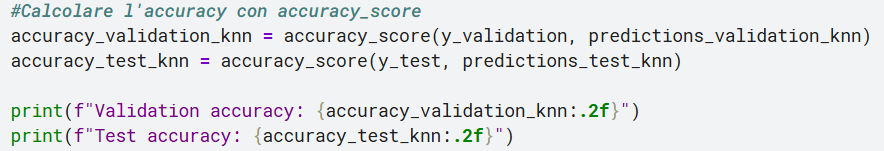 #Calcolare l'accuracy con accuracy_score
accuracy_validation_knn = accuracy_score(y_validation, predictions_validation_knn)
accuracy_test_knn = accuracy_score(y_test, predictions_test_knn)

print(f"Validation accuracy: {accuracy_validation_knn:.2f}")
print(f"Test accuracy: {accuracy_test_knn:.2f}")